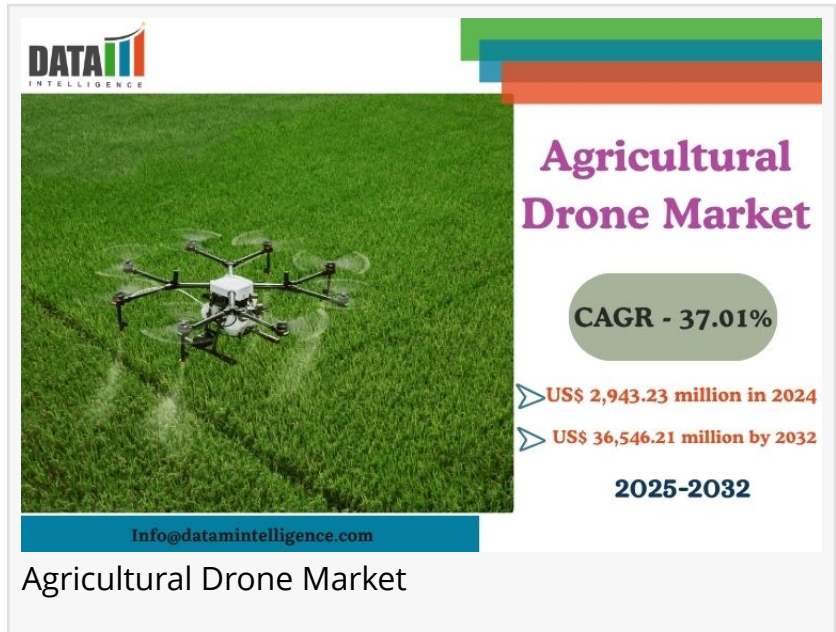 DATAM
INTELLIGENCE
Agricultural
Drone Market
CAGR - 37.01%
US$ 2,943.23 million in 2024
US$ 36,546.21 million by 2032
2025-2032
Info@datamintelligence.com
Agricultural Drone Market